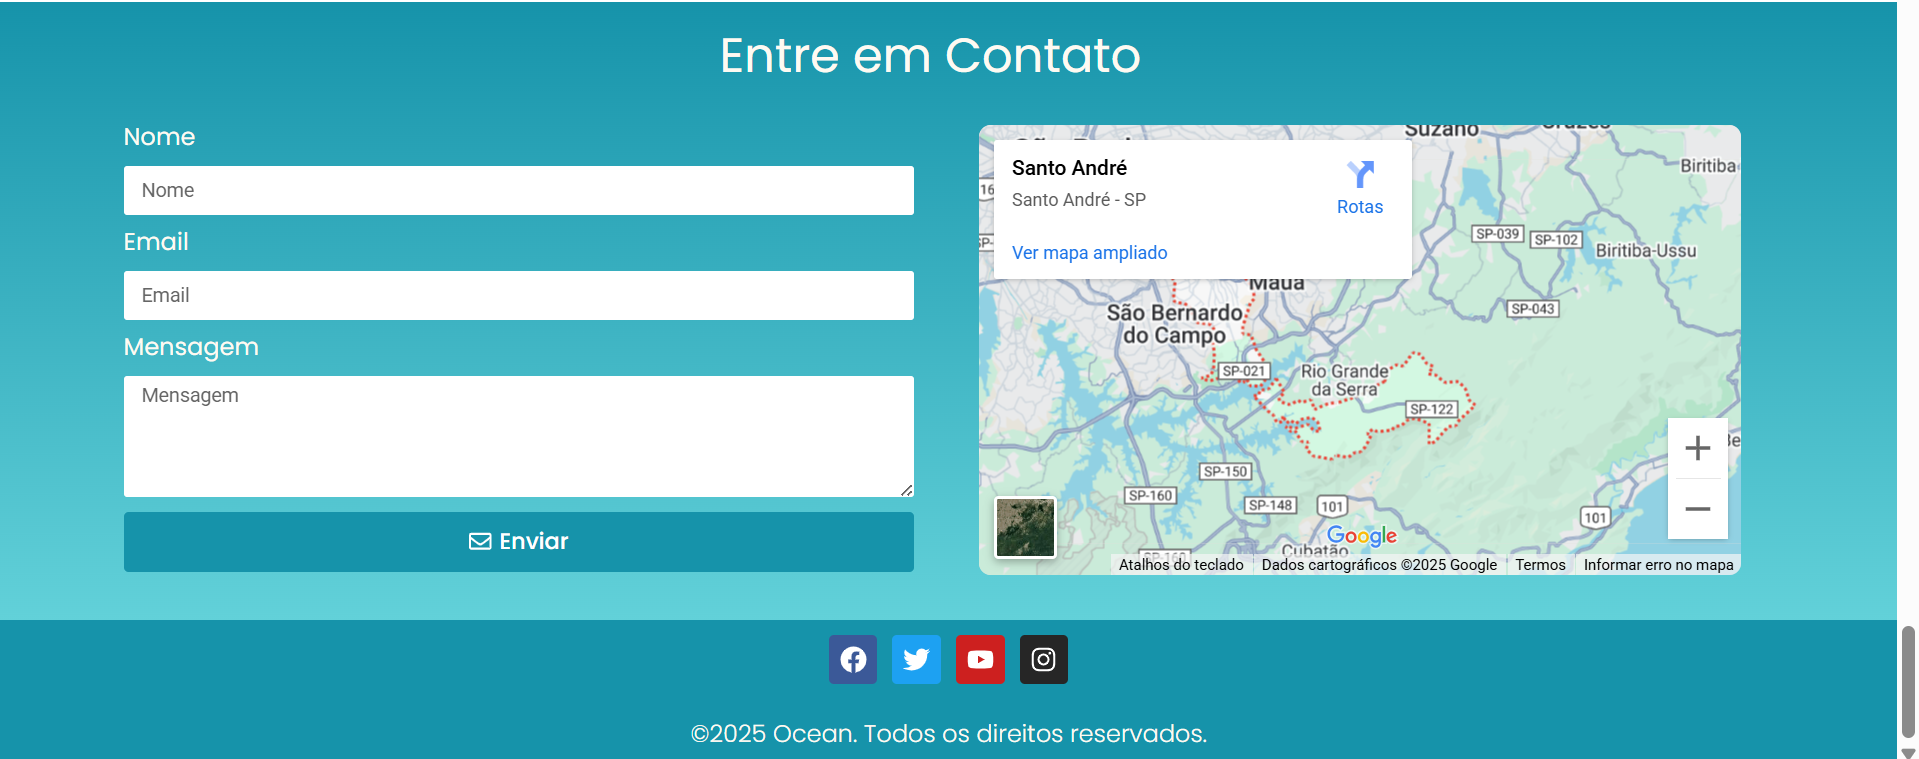 Entre em Contato
Nome
Nome
Email
Email
Mensagem
Mensagem
Enviar
Suzano
Biritiba
Santo André
Santo André - SP
Rotas
Ver mapa ampliado
16
SP-039
SP-102
Biritiba-Ussu
Mauá
São Bernardo
do Campo
SP-043
SP-021
Rio Grande
da Serra
SP-122
SP-150
SP-160
SP-148
101
101
Google
Cubatão
SP-160
Atalhos do teclado
Dados cartográficos ©2025 Google
Termos
Informar erro no mapa
©2025 Ocean. Todos os direitos reservados.